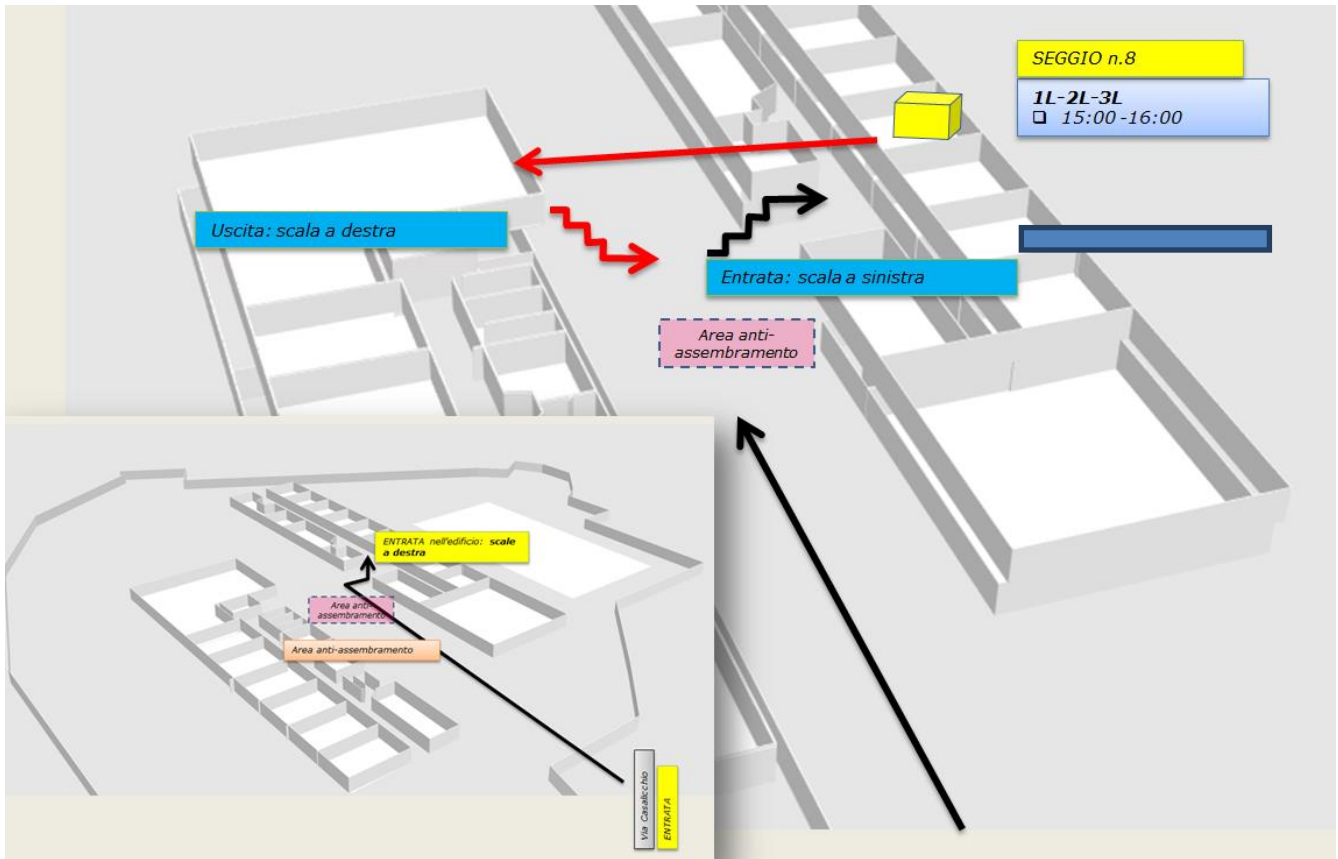 SEGGIO n.8
1L-2L-3L
❑ 15:00 -16:00
Uscita: scala a destra
Entrata: scala a sinistra
Area anti-
assembramento
ENTRATA nell'edificio: scale
a destra
Area anti-
assembramento
Area anti-assembramento
Via Casalicchio
ENTRATA